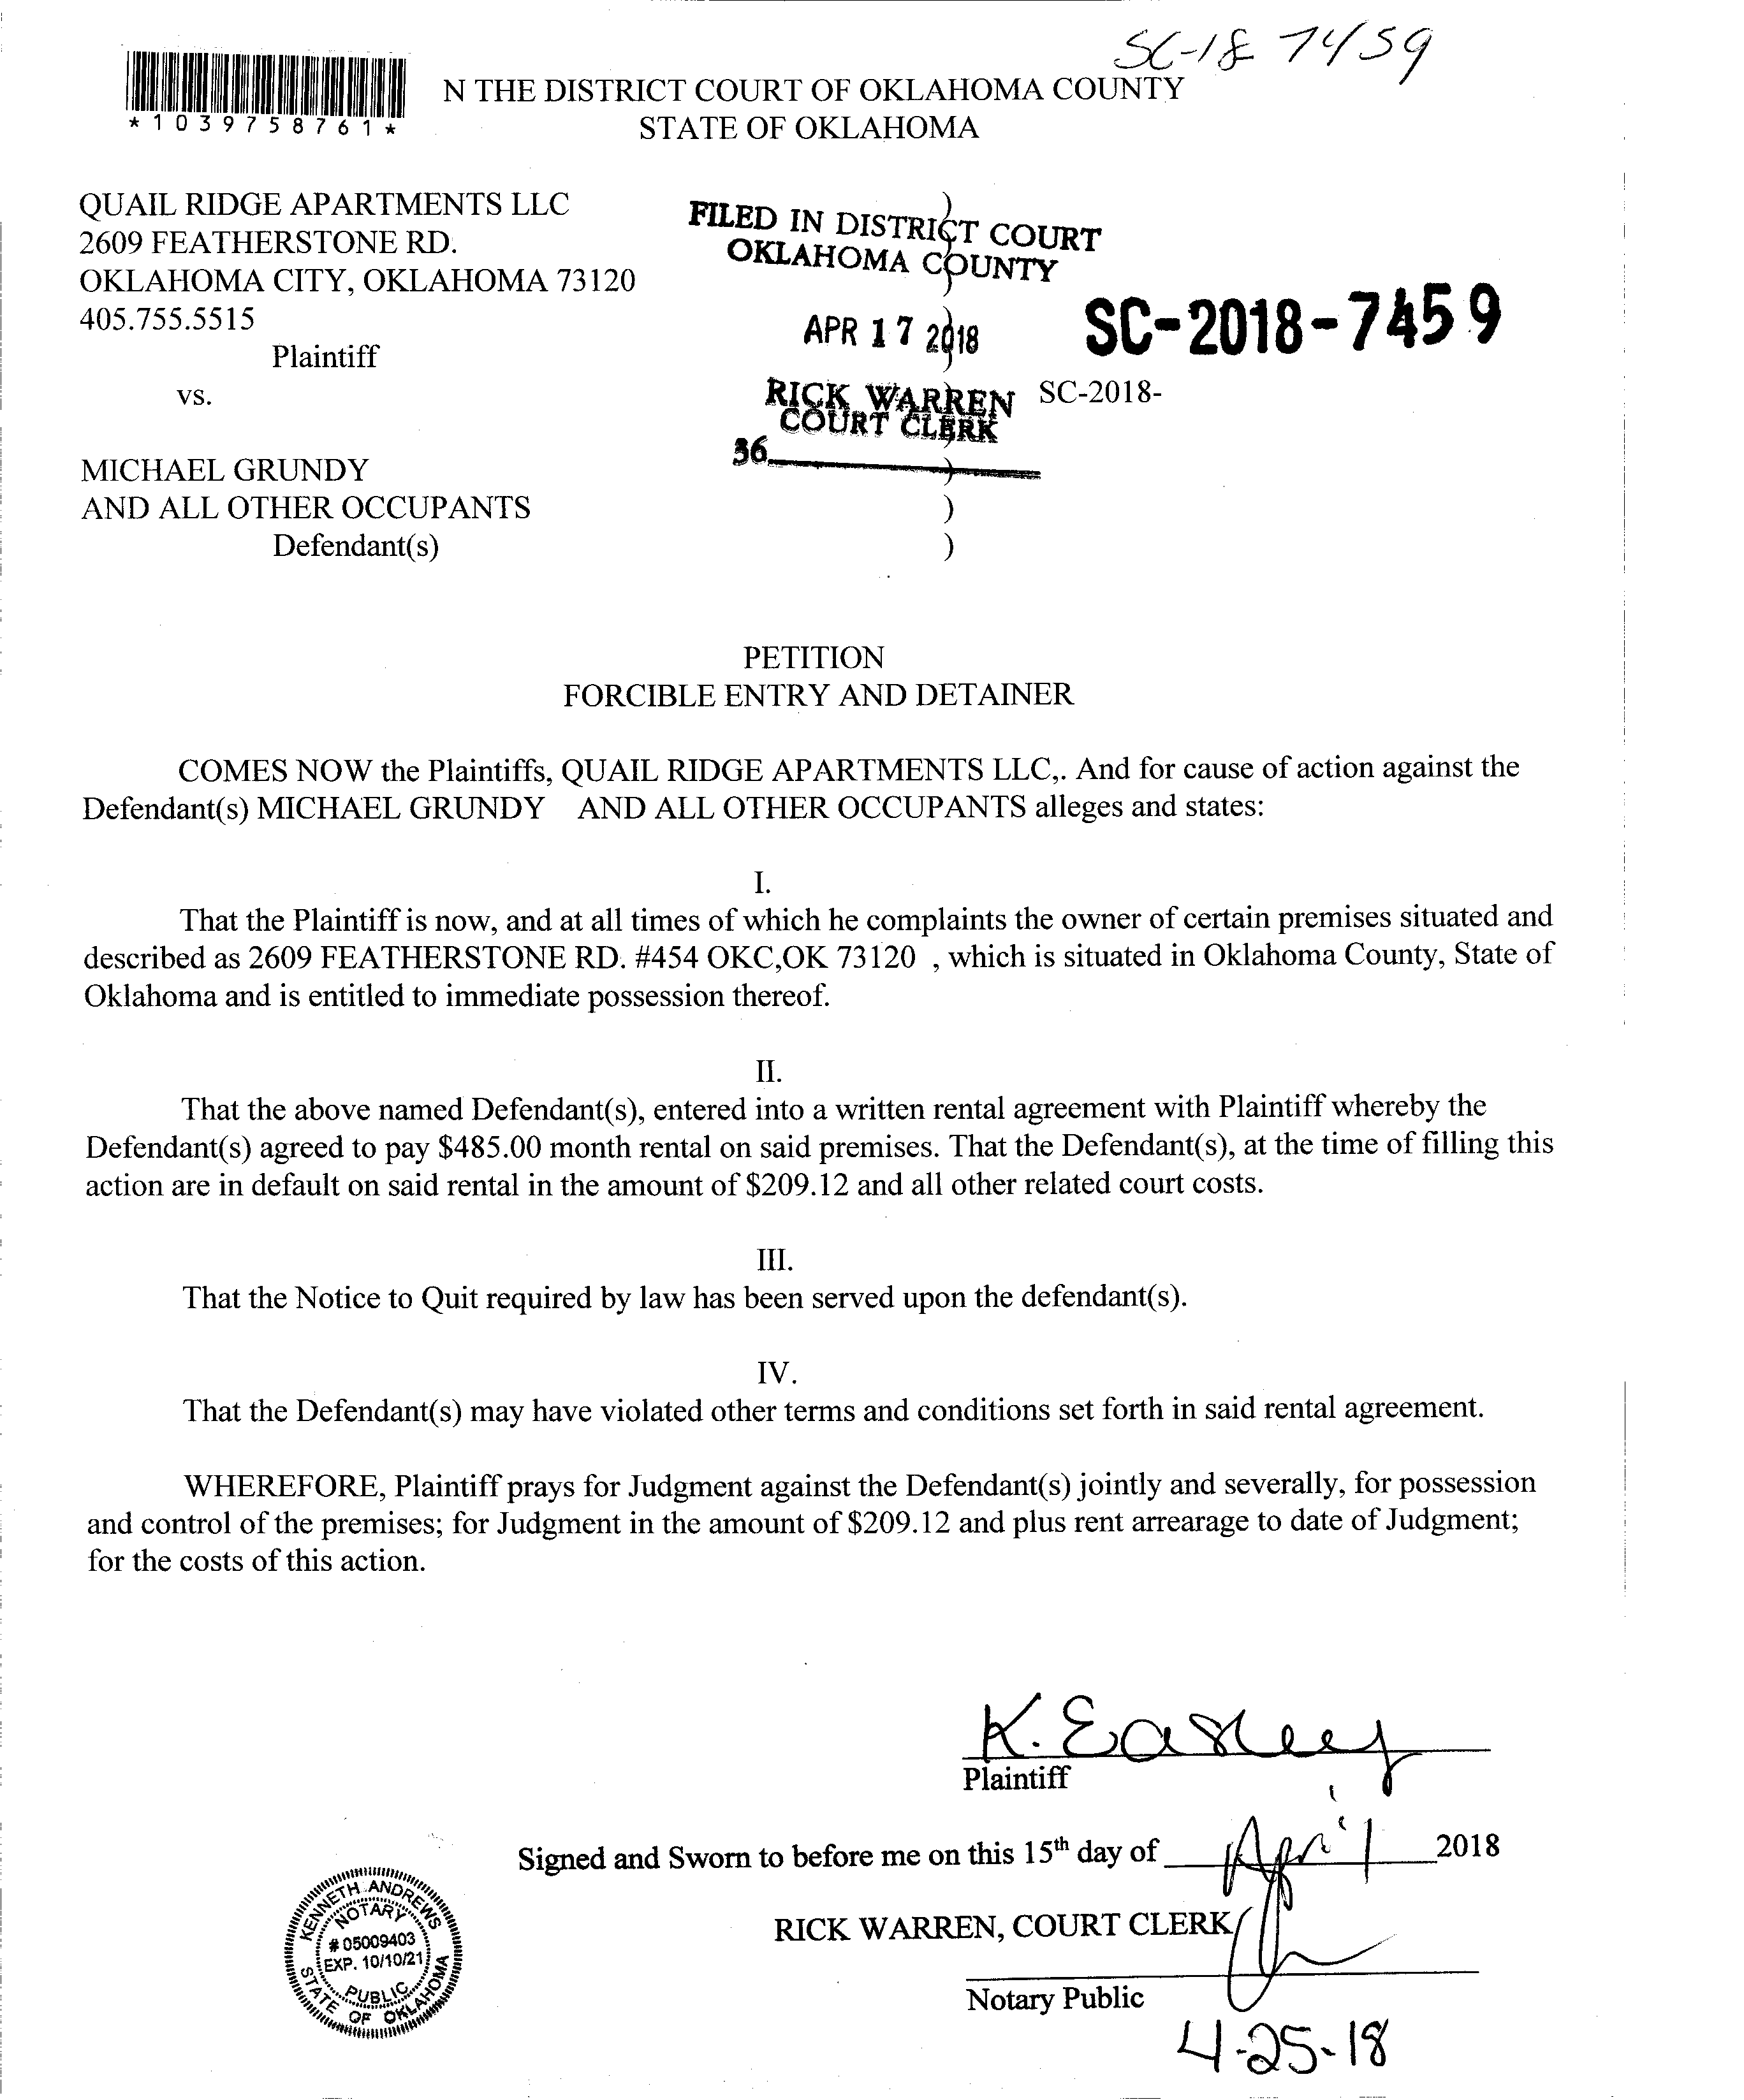 SC-18 7459
*1039758761*
N THE DISTRICT COURT OF OKLAHOMA COUNTY
STATE OF OKLAHOMA
QUAIL RIDGE APARTMENTS LLC
2609 FEATHERSTONE RD.
OKLAHOMA CITY, OKLAHOMA 73120
405.755.5515
Plaintiff
vs.
MICHAEL GRUNDY
AND ALL OTHER OCCUPANTS
Defendant(s)
)
)
)
)
)
)
)
)
FILED IN DISTRICT COURT
OKLAHOMA COUNTY
APR 17 2018
RICK WARREN
COURT CLERK
36
SC-2018-7459
SC-2018-
PETITION
FORCIBLE ENTRY AND DETAINER
COMES NOW the Plaintiffs, QUAIL RIDGE APARTMENTS LLC,. And for cause of action against the
Defendant(s) MICHAEL GRUNDY AND ALL OTHER OCCUPANTS alleges and states:
I.
That the Plaintiff is now, and at all times of which he complaints the owner of certain premises situated and
described as 2609 FEATHERSTONE RD. #454 OKC,OK 73120 , which is situated in Oklahoma County, State of
Oklahoma and is entitled to immediate possession thereof.
II.
That the above named Defendant(s), entered into a written rental agreement with Plaintiff whereby the
Defendant(s) agreed to pay $485.00 month rental on said premises. That the Defendant(s), at the time of filling this
action are in default on said rental in the amount of $209.12 and all other related court costs.
III.
That the Notice to Quit required by law has been served upon the defendant(s).
IV.
That the Defendant(s) may have violated other terms and conditions set forth in said rental agreement.
WHEREFORE, Plaintiff prays for Judgment against the Defendant(s) jointly and severally, for possession
and control of the premises; for Judgment in the amount of $209.12 and plus rent arrearage to date of Judgment;
for the costs of this action.
K. Easley
Plaintiff
Signed and Sworn to before me on this 15th day of April 2018
RICK WARREN, COURT CLERK
Notary Public
4-25-18
KENNETH ANDREWS
NOTARY
# 05009403
EXP. 10/10/21
PUBLIC
STATE OF OKLAHOMA